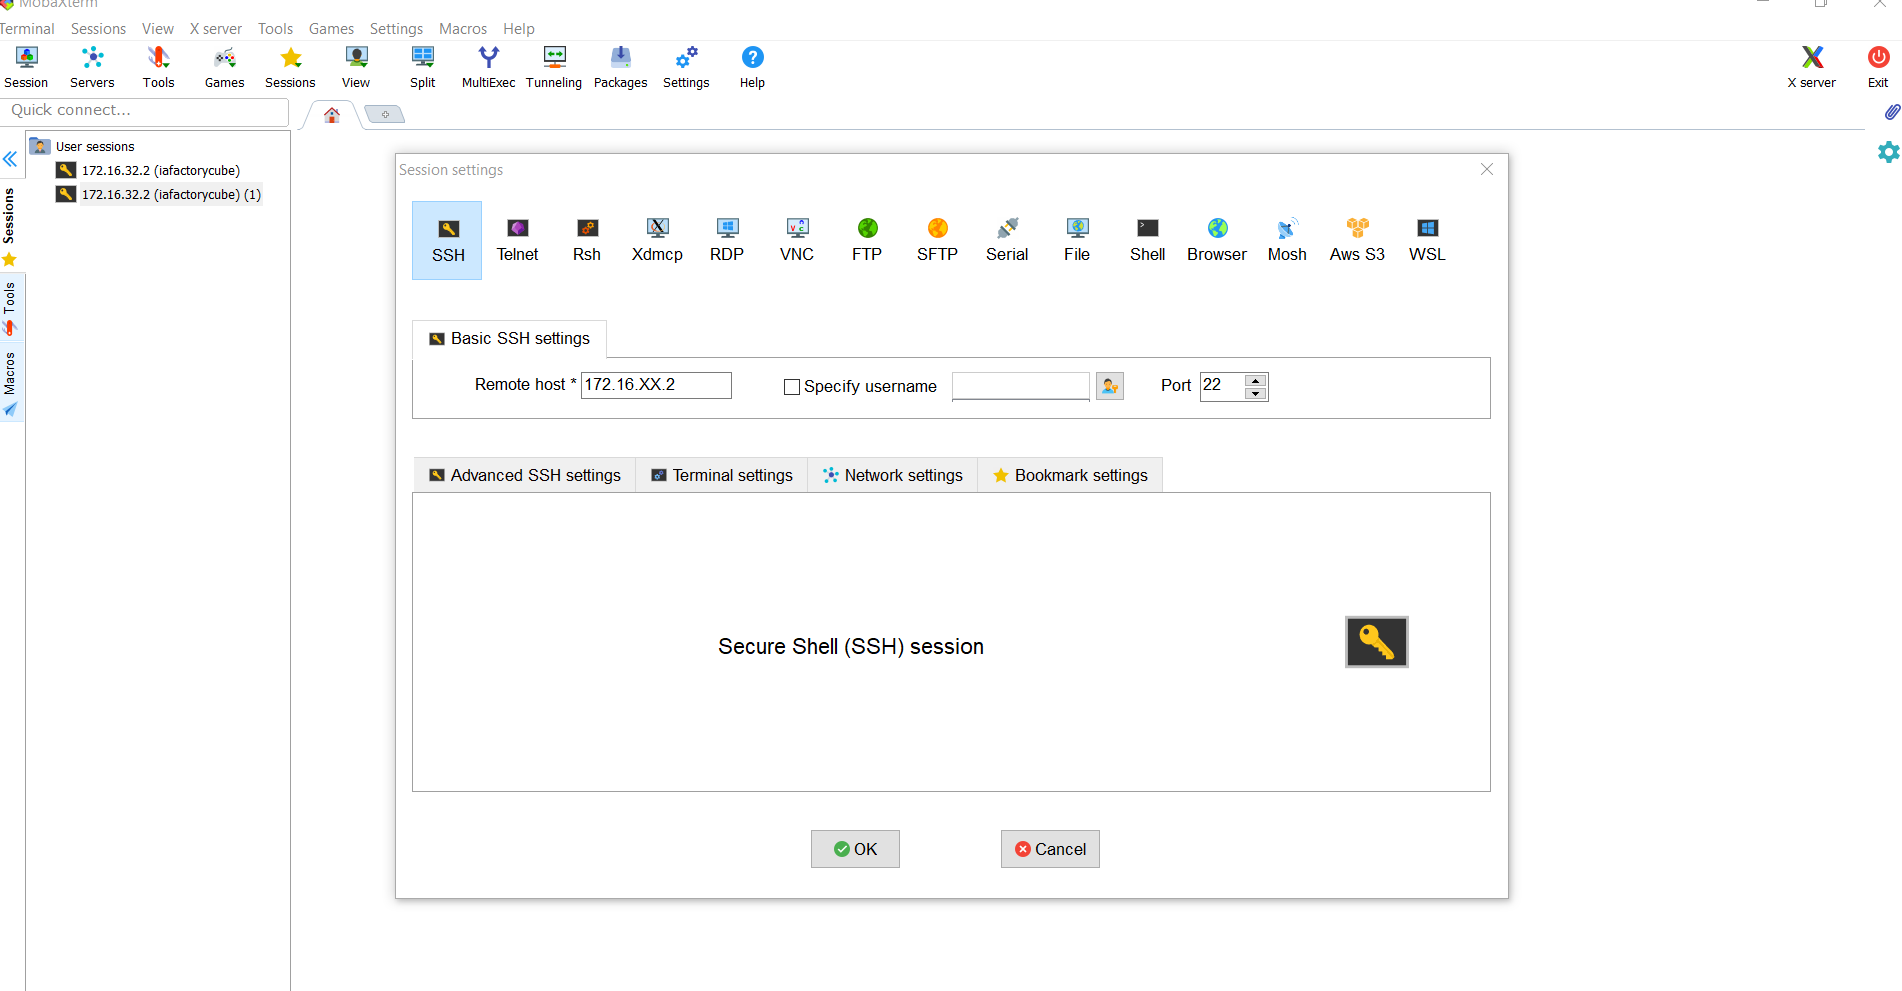 MobaXterm
Terminal Sessions View X server Tools Games Settings Macros Help
Session Servers Tools Games Sessions View Split MultiExec Tunneling Packages Settings Help X server Exit
Quick connect...
User sessions
172.16.32.2 (iafactorycube)
172.16.32.2 (iafactorycube) (1)
Sessions
Tools
Macros
Session settings
SSH Telnet Rsh Xdmcp RDP VNC FTP SFTP Serial File Shell Browser Mosh Aws S3 WSL
Basic SSH settings
Remote host * 172.16.XX.2 Specify username Port 22
Advanced SSH settings Terminal settings Network settings Bookmark settings
Secure Shell (SSH) session
OK Cancel